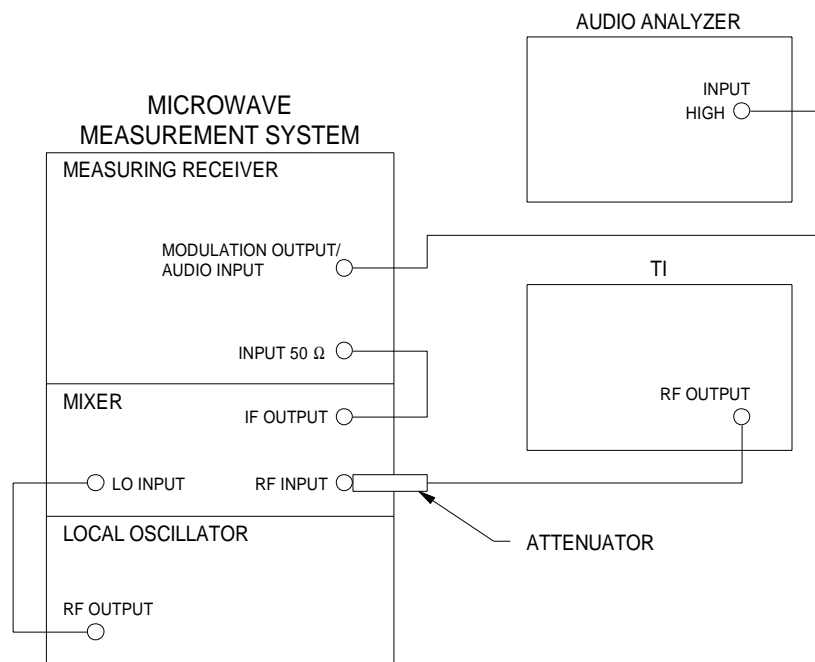 AUDIO ANALYZER
INPUT
HIGH
MICROWAVE
MEASUREMENT SYSTEM
MEASURING RECEIVER
MODULATION OUTPUT/
AUDIO INPUT
TI
INPUT 50 Ω
RF OUTPUT
MIXER
IF OUTPUT
LO INPUT
RF INPUT
ATTENUATOR
LOCAL OSCILLATOR
RF OUTPUT